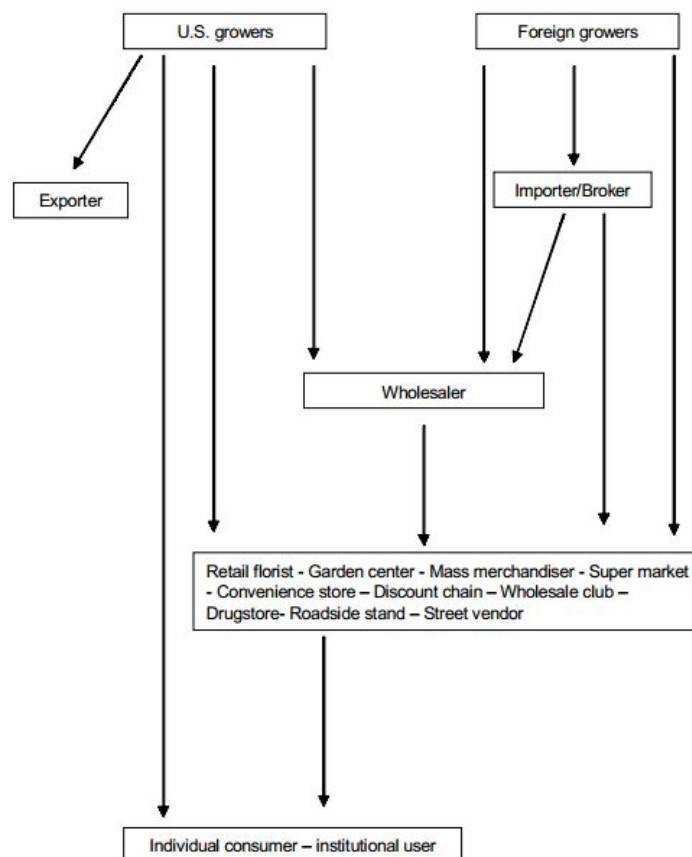 U.S. growers
Foreign growers
Exporter
Importer/Broker
Wholesaler
Retail florist - Garden center - Mass merchandiser - Super market
- Convenience store – Discount chain – Wholesale club –
Drugstore- Roadside stand – Street vendor
Individual consumer – institutional user